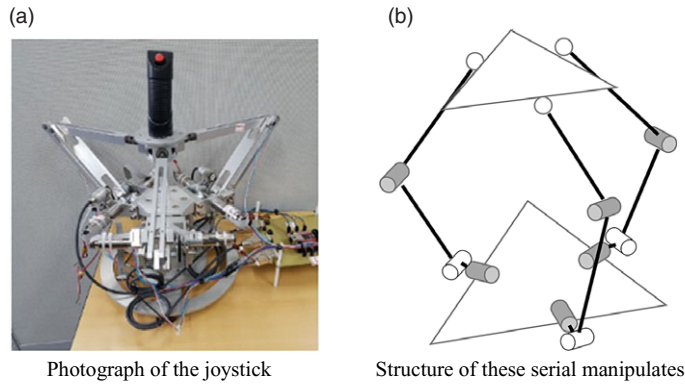 (a)
(b)
Photograph of the joystick
Structure of these serial manipulates